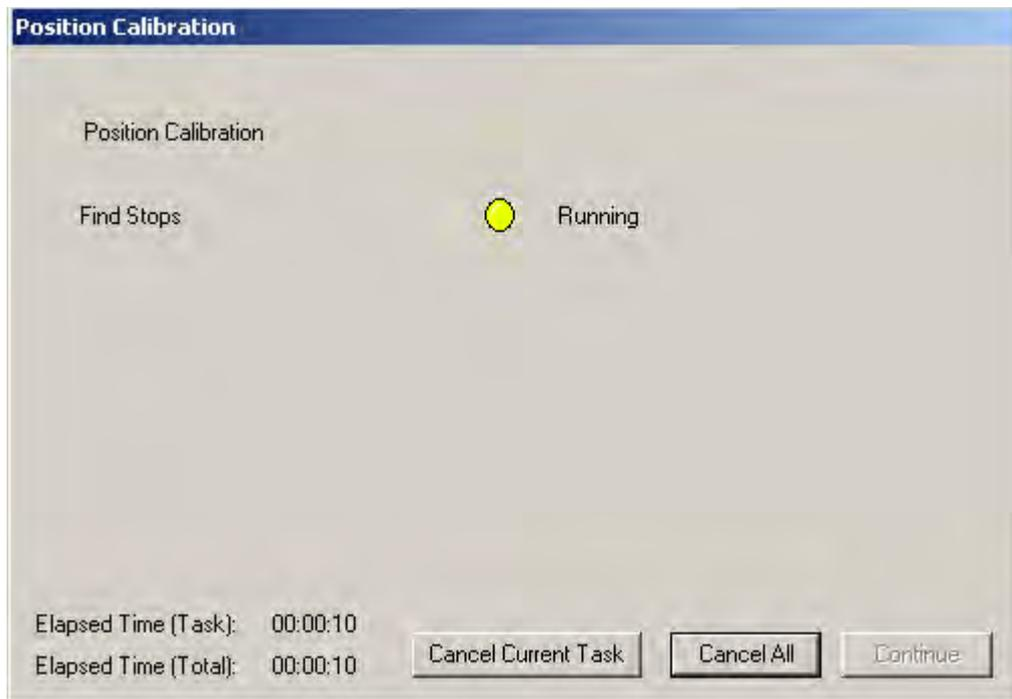 Position Calibration
Position Calibration
Find Stops Running
Elapsed Time (Task): 00:00:10
Elapsed Time (Total): 00:00:10
Cancel Current Task Cancel All Continue